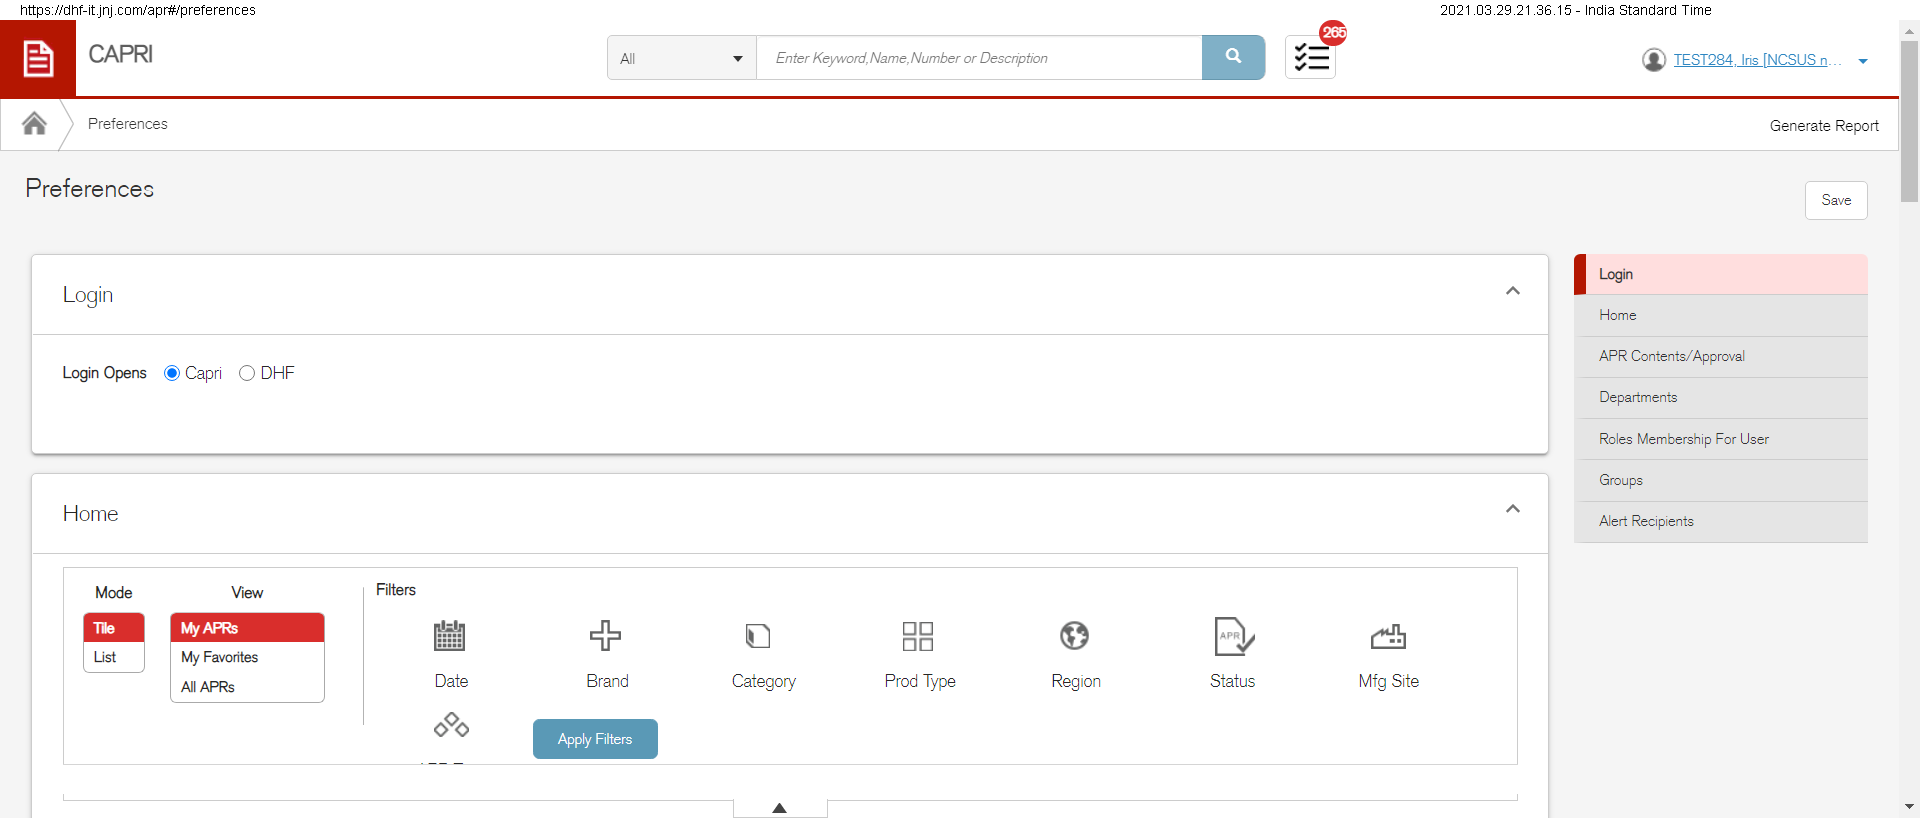 https://dhf-it.jnj.com/apr#/preferences
2021.03.29.21.36.15 - India Standard Time
CAPRI
All
Enter Keyword,Name,Number or Description
265
TEST284, Iris [NCSUS n...
Preferences
Generate Report
Preferences
Save
Login
Login Opens Capri DHF
Home
Mode
Tile
List
View
My APRs
My Favorites
All APRs
Filters
Date
Brand
Category
Prod Type
Region
APR
Status
Mfg Site
Apply Filters
Login
Home
APR Contents/Approval
Departments
Roles Membership For User
Groups
Alert Recipients